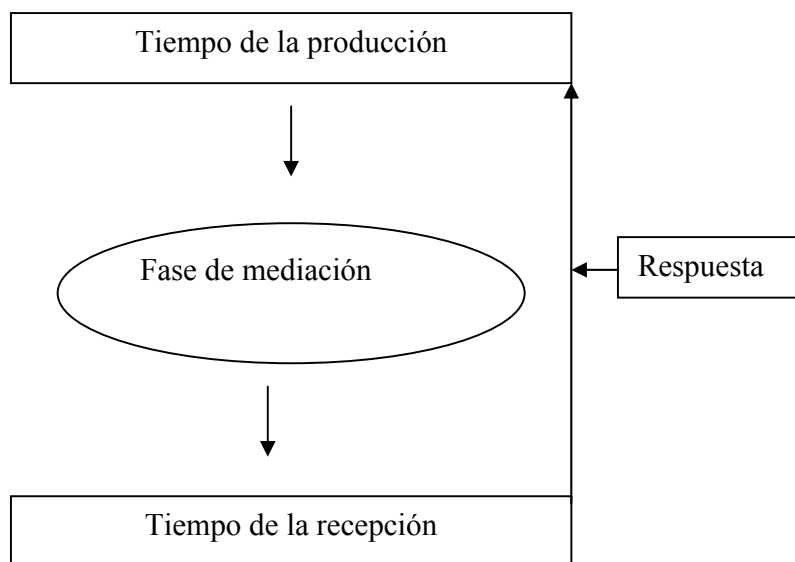 Tiempo de la producción
Fase de mediación
Respuesta
Tiempo de la recepción